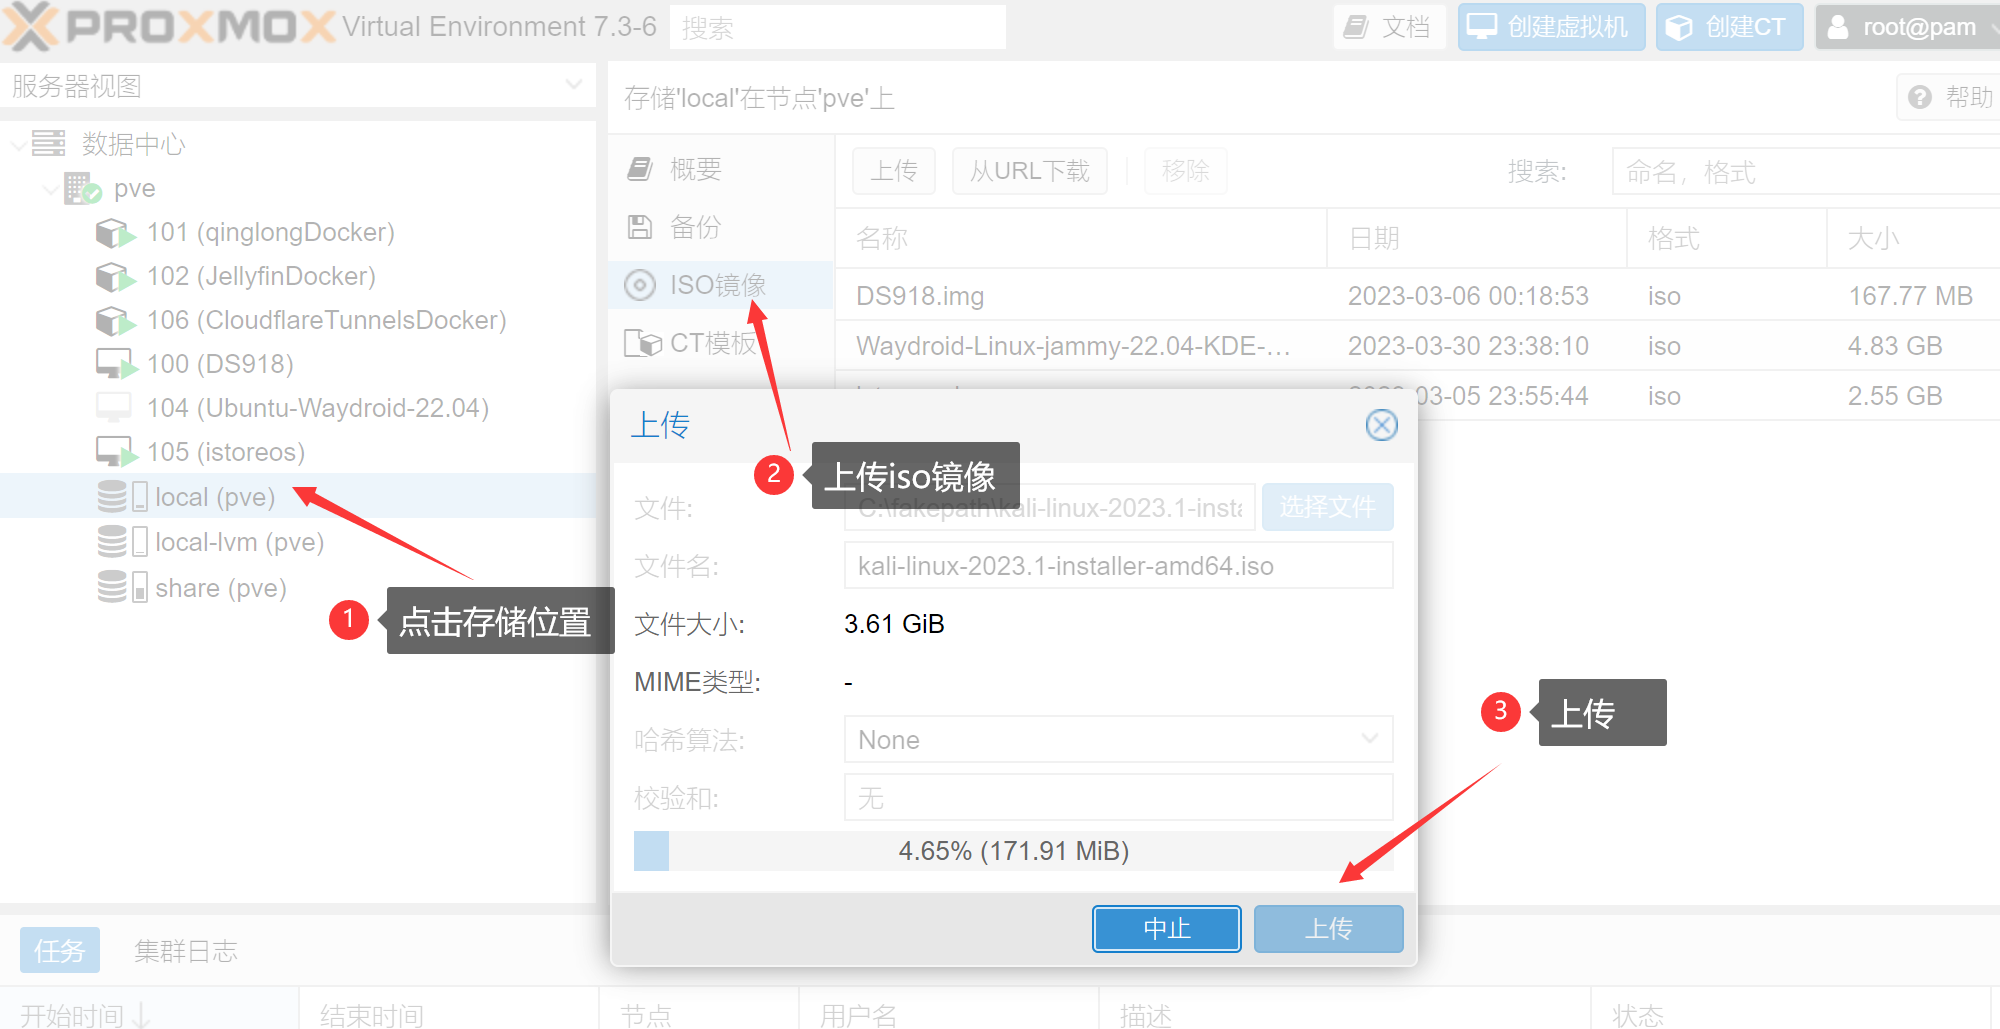 PROXMOX Virtual Environment 7.3-6
搜索
文档
创建虚拟机
创建CT
root@pam
服务器视图
存储'local'在节点'pve'上
帮助
数据中心
pve
101 (qinglongDocker)
102 (JellyfinDocker)
106 (CloudflareTunnelsDocker)
100 (DS918)
104 (Ubuntu-Waydroid-22.04)
105 (istoreos)
local (pve)
local-lvm (pve)
share (pve)
1
点击存储位置
概要
备份
ISO镜像
CT模板
上传
从URL下载
移除
搜索:
命名，格式
名称
日期
格式
大小
DS918.img
2023-03-06 00:18:53
iso
167.77 MB
Waydroid-Linux-jammy-22.04-KDE-...
2023-03-30 23:38:10
iso
4.83 GB
03-05 23:55:44
iso
2.55 GB
上传
2
上传iso镜像
文件:
C:\fakepath\kali-linux-2023.1-insta
选择文件
文件名:
kali-linux-2023.1-installer-amd64.iso
文件大小:
3.61 GiB
MIME类型:
-
哈希算法:
None
校验和:
无
4.65% (171.91 MiB)
3
上传
中止
上传
任务
集群日志
开始时间↓
结束时间
节点
用户名
描述
状态